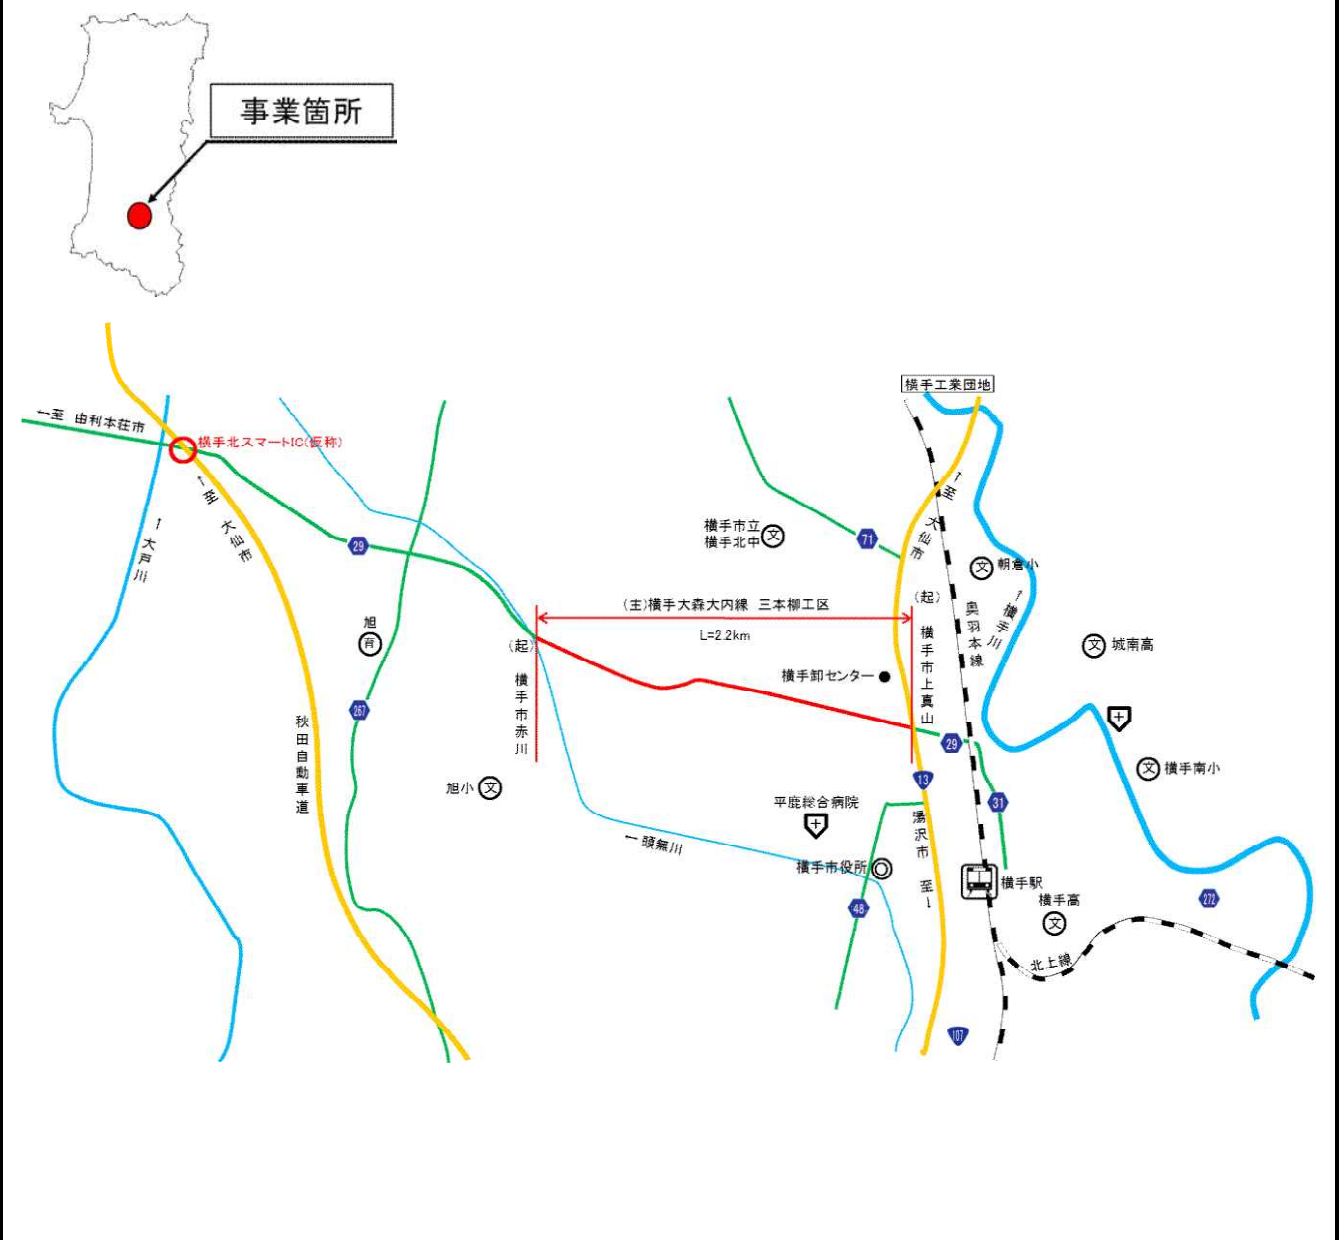 事業箇所
横手工業団地
←至 由利本荘市
横手北スマートIC(仮称)
←至 大仙市
←大戸川
29
旭
育
267
秋田自動車道
旭小 文
(主)横手大森大内線 三本柳工区
L=2.2km
(起)
横手市赤川
(起)
横手市上真山
横手市立
横手北中
文
71
←至 大仙市
奥羽本線
文 朝倉小
←横手川
文 城南高
横手卸センター
29
13
31
文 横手南小
平鹿総合病院
←頭無川
横手市役所
湯沢市 至→
48
横手駅
横手高
文
272
北上線
107